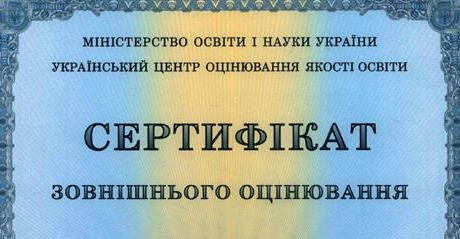 МІНІСТЕРСТВО ОСВІТИ І НАУКИ УКРАЇНИ
УКРАЇНСЬКИЙ ЦЕНТР ОЦІНЮВАННЯ ЯКОСТІ ОСВІТИ
СЕРТИФІКАТ
ЗОВНІШНЬОГО ОЦІНЮВАННЯ